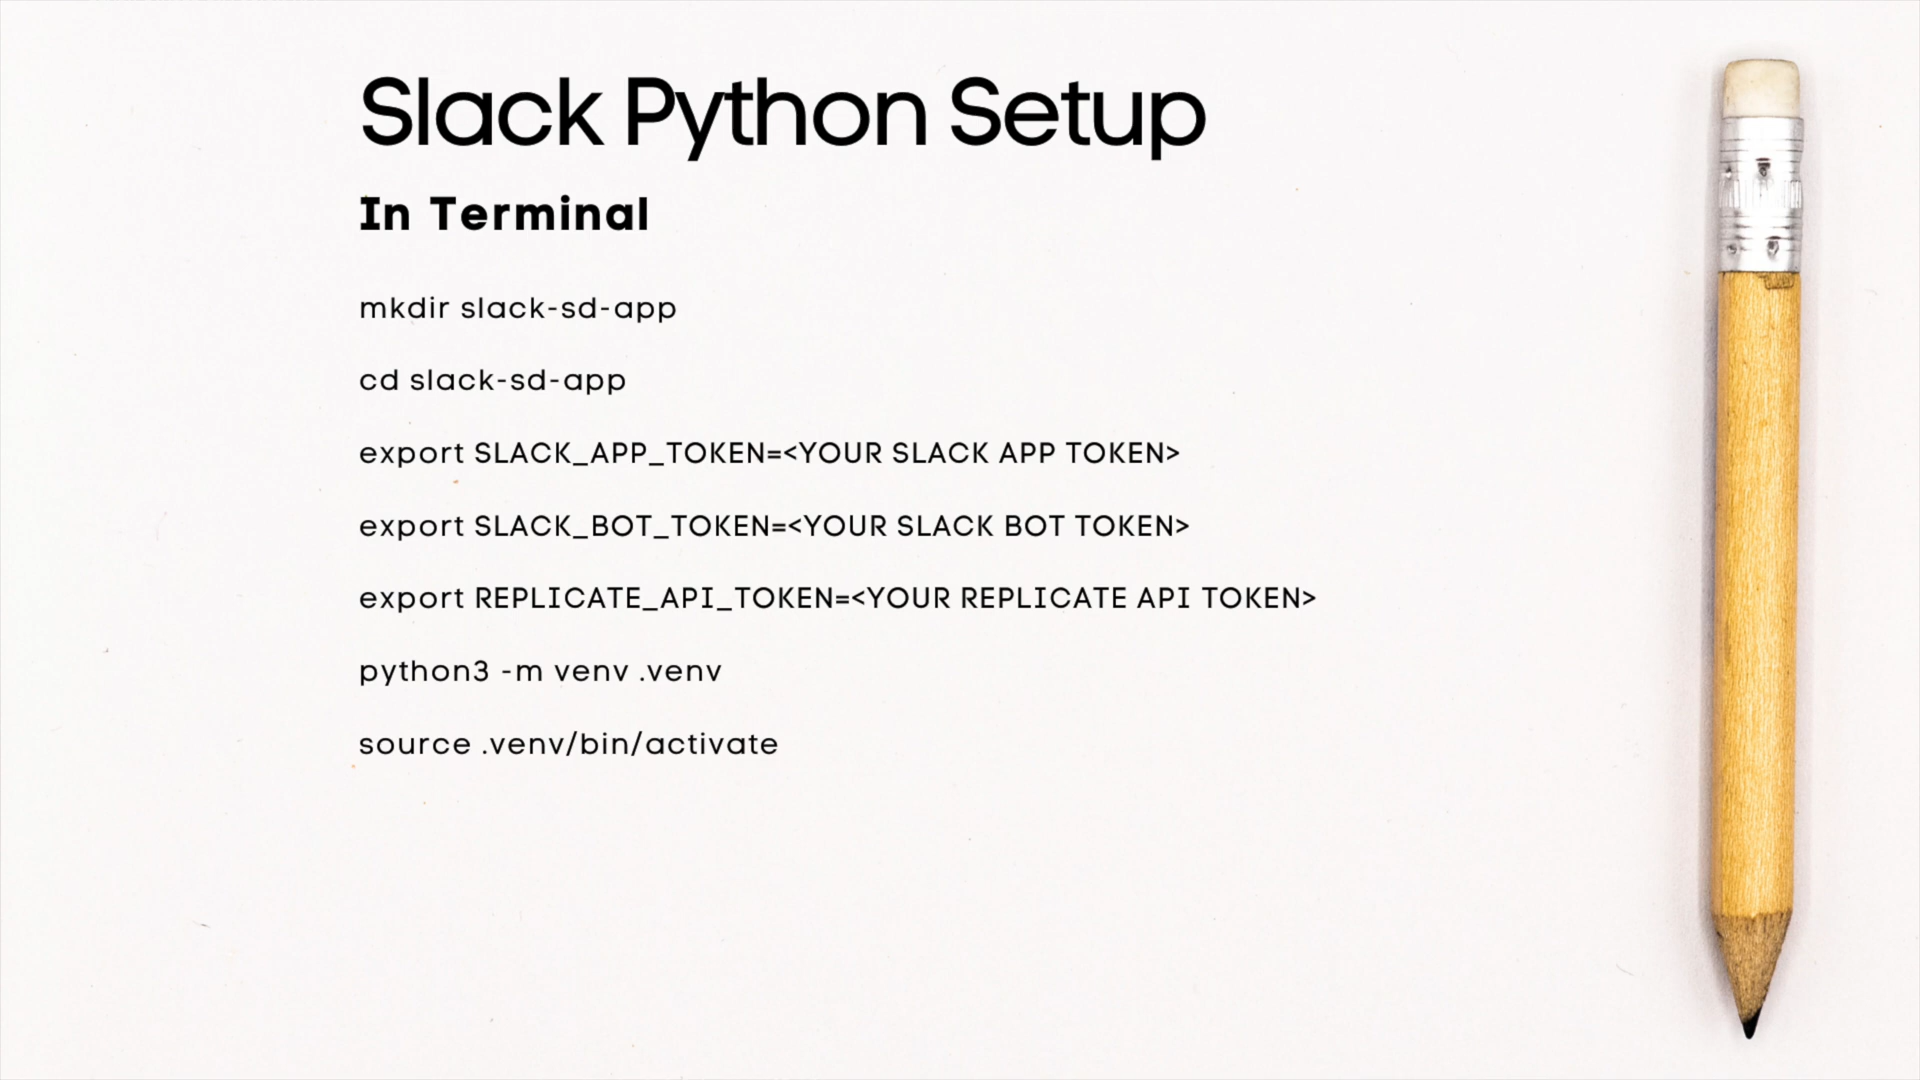 Slack Python Setup
In Terminal
mkdir slack-sd-app
cd slack-sd-app
export SLACK_APP_TOKEN=<YOUR SLACK APP TOKEN>
export SLACK_BOT_TOKEN=<YOUR SLACK BOT TOKEN>
export REPLICATE_API_TOKEN=<YOUR REPLICATE API TOKEN>
python3 -m venv .venv
source .venv/bin/activate